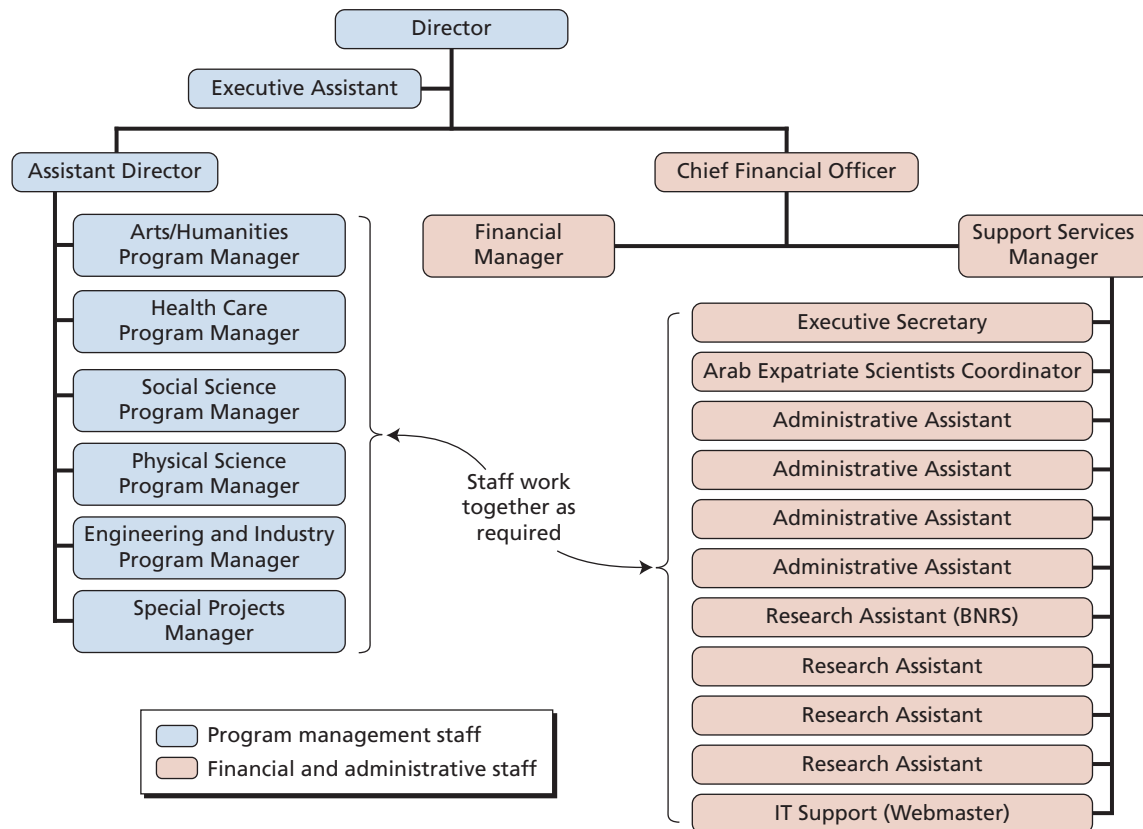 Director
Executive Assistant
Assistant Director
Chief Financial Officer
Arts/Humanities
Program Manager
Health Care
Program Manager
Social Science
Program Manager
Physical Science
Program Manager
Engineering and Industry
Program Manager
Special Projects
Manager
Staff work
together as
required
Financial
Manager
Support Services
Manager
Executive Secretary
Arab Expatriate Scientists Coordinator
Administrative Assistant
Administrative Assistant
Administrative Assistant
Administrative Assistant
Research Assistant (BNRS)
Research Assistant
Research Assistant
Research Assistant
IT Support (Webmaster)
Program management staff
Financial and administrative staff